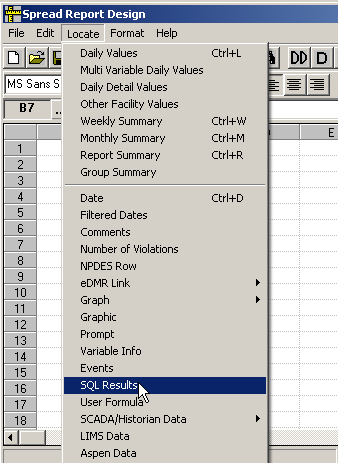 Spread Report Design
File Edit Locate Format Help
Daily Values Ctrl+L
Multi Variable Daily Values
Daily Detail Values
Other Facility Values
Weekly Summary Ctrl+W
Monthly Summary Ctrl+M
Report Summary Ctrl+R
Group Summary
Date Ctrl+D
Filtered Dates
Comments
Number of Violations
NPDES Row
eDMR Link
Graph
Graphic
Prompt
Variable Info
Events
SQL Results
User Formula
SCADA/Historian Data
LIMS Data
Aspen Data
DD D
MS Sans S
B I U
B7 ...
E
1
2
3
4
5
6
7
8
9
10
11
12
13
14
15
16
17
18